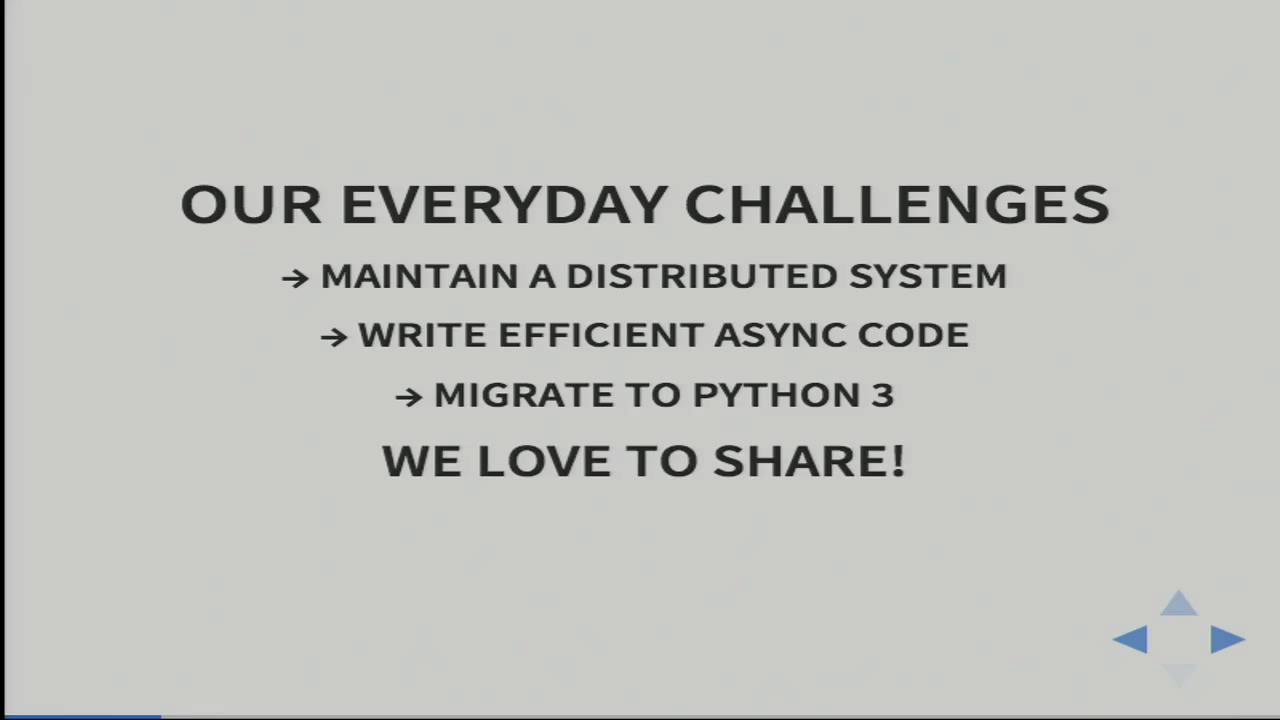 OUR EVERYDAY CHALLENGES
→ MAINTAIN A DISTRIBUTED SYSTEM
→ WRITE EFFICIENT ASYNC CODE
→ MIGRATE TO PYTHON 3
WE LOVE TO SHARE!